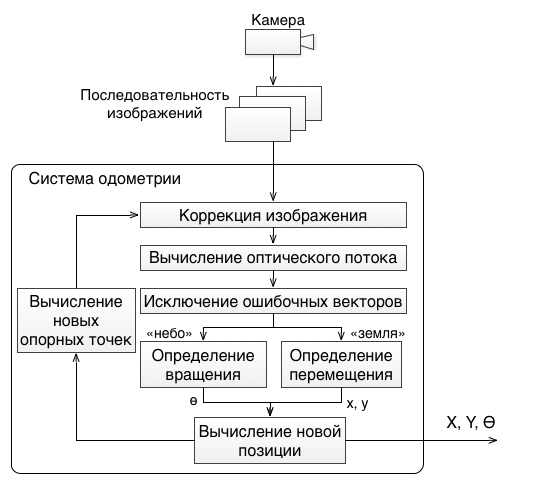 Камера
Последовательность
изображений
Система одометрии
Коррекция изображения
Вычисление оптического потока
Вычисление
новых
опорных точек
Исключение ошибочных векторов
«небо»
«земля»
Определение
вращения
Определение
перемещения
ɵ
x, y
Вычисление новой
позиции
X, Y, Ɵ